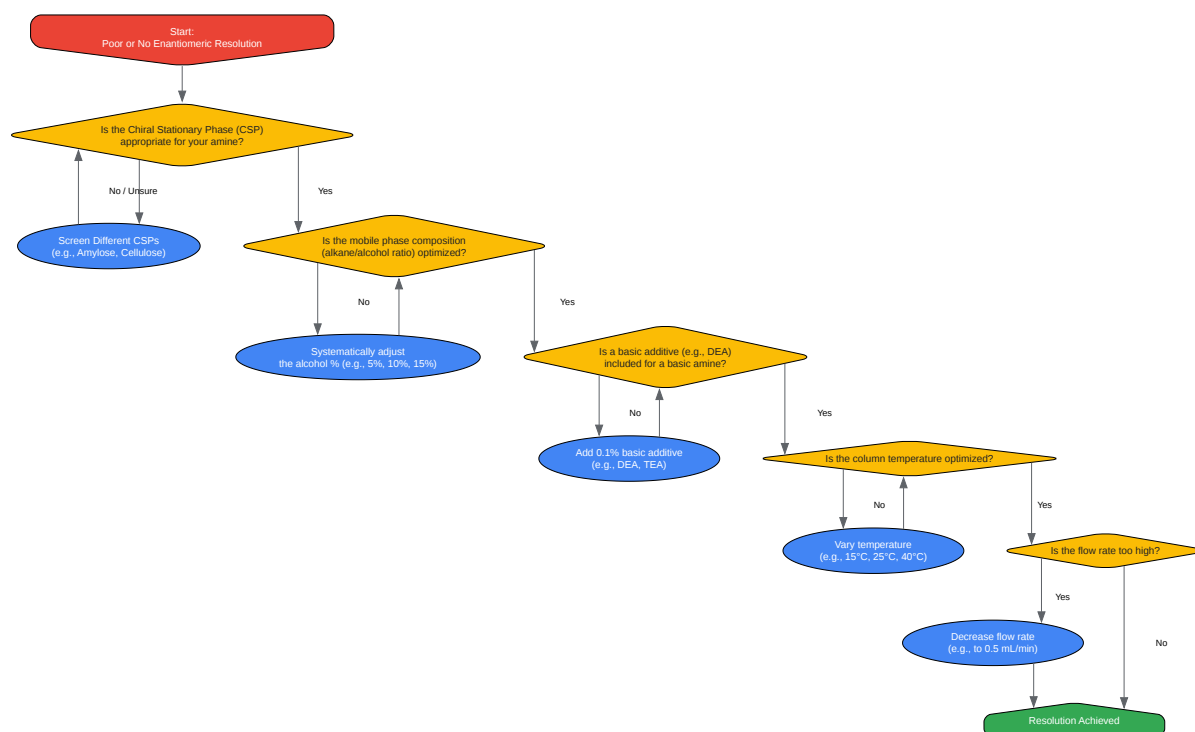 Start:
Poor or No Enantiomeric Resolution
Is the Chiral Stationary Phase (CSP)
appropriate for your amine?
No / Unsure
Yes
Screen Different CSPs
(e.g., Amylose, Cellulose)
Is the mobile phase composition
(alkane/alcohol ratio) optimized?
No
Yes
Systematically adjust
the alcohol % (e.g., 5%, 10%, 15%)
Is a basic additive (e.g., DEA)
included for a basic amine?
No
Yes
Add 0.1% basic additive
(e.g., DEA, TEA)
Is the column temperature optimized?
No
Yes
Vary temperature
(e.g., 15°C, 25°C, 40°C)
Is the flow rate too high?
Yes
No
Decrease flow rate
(e.g., to 0.5 mL/min)
Resolution Achieved